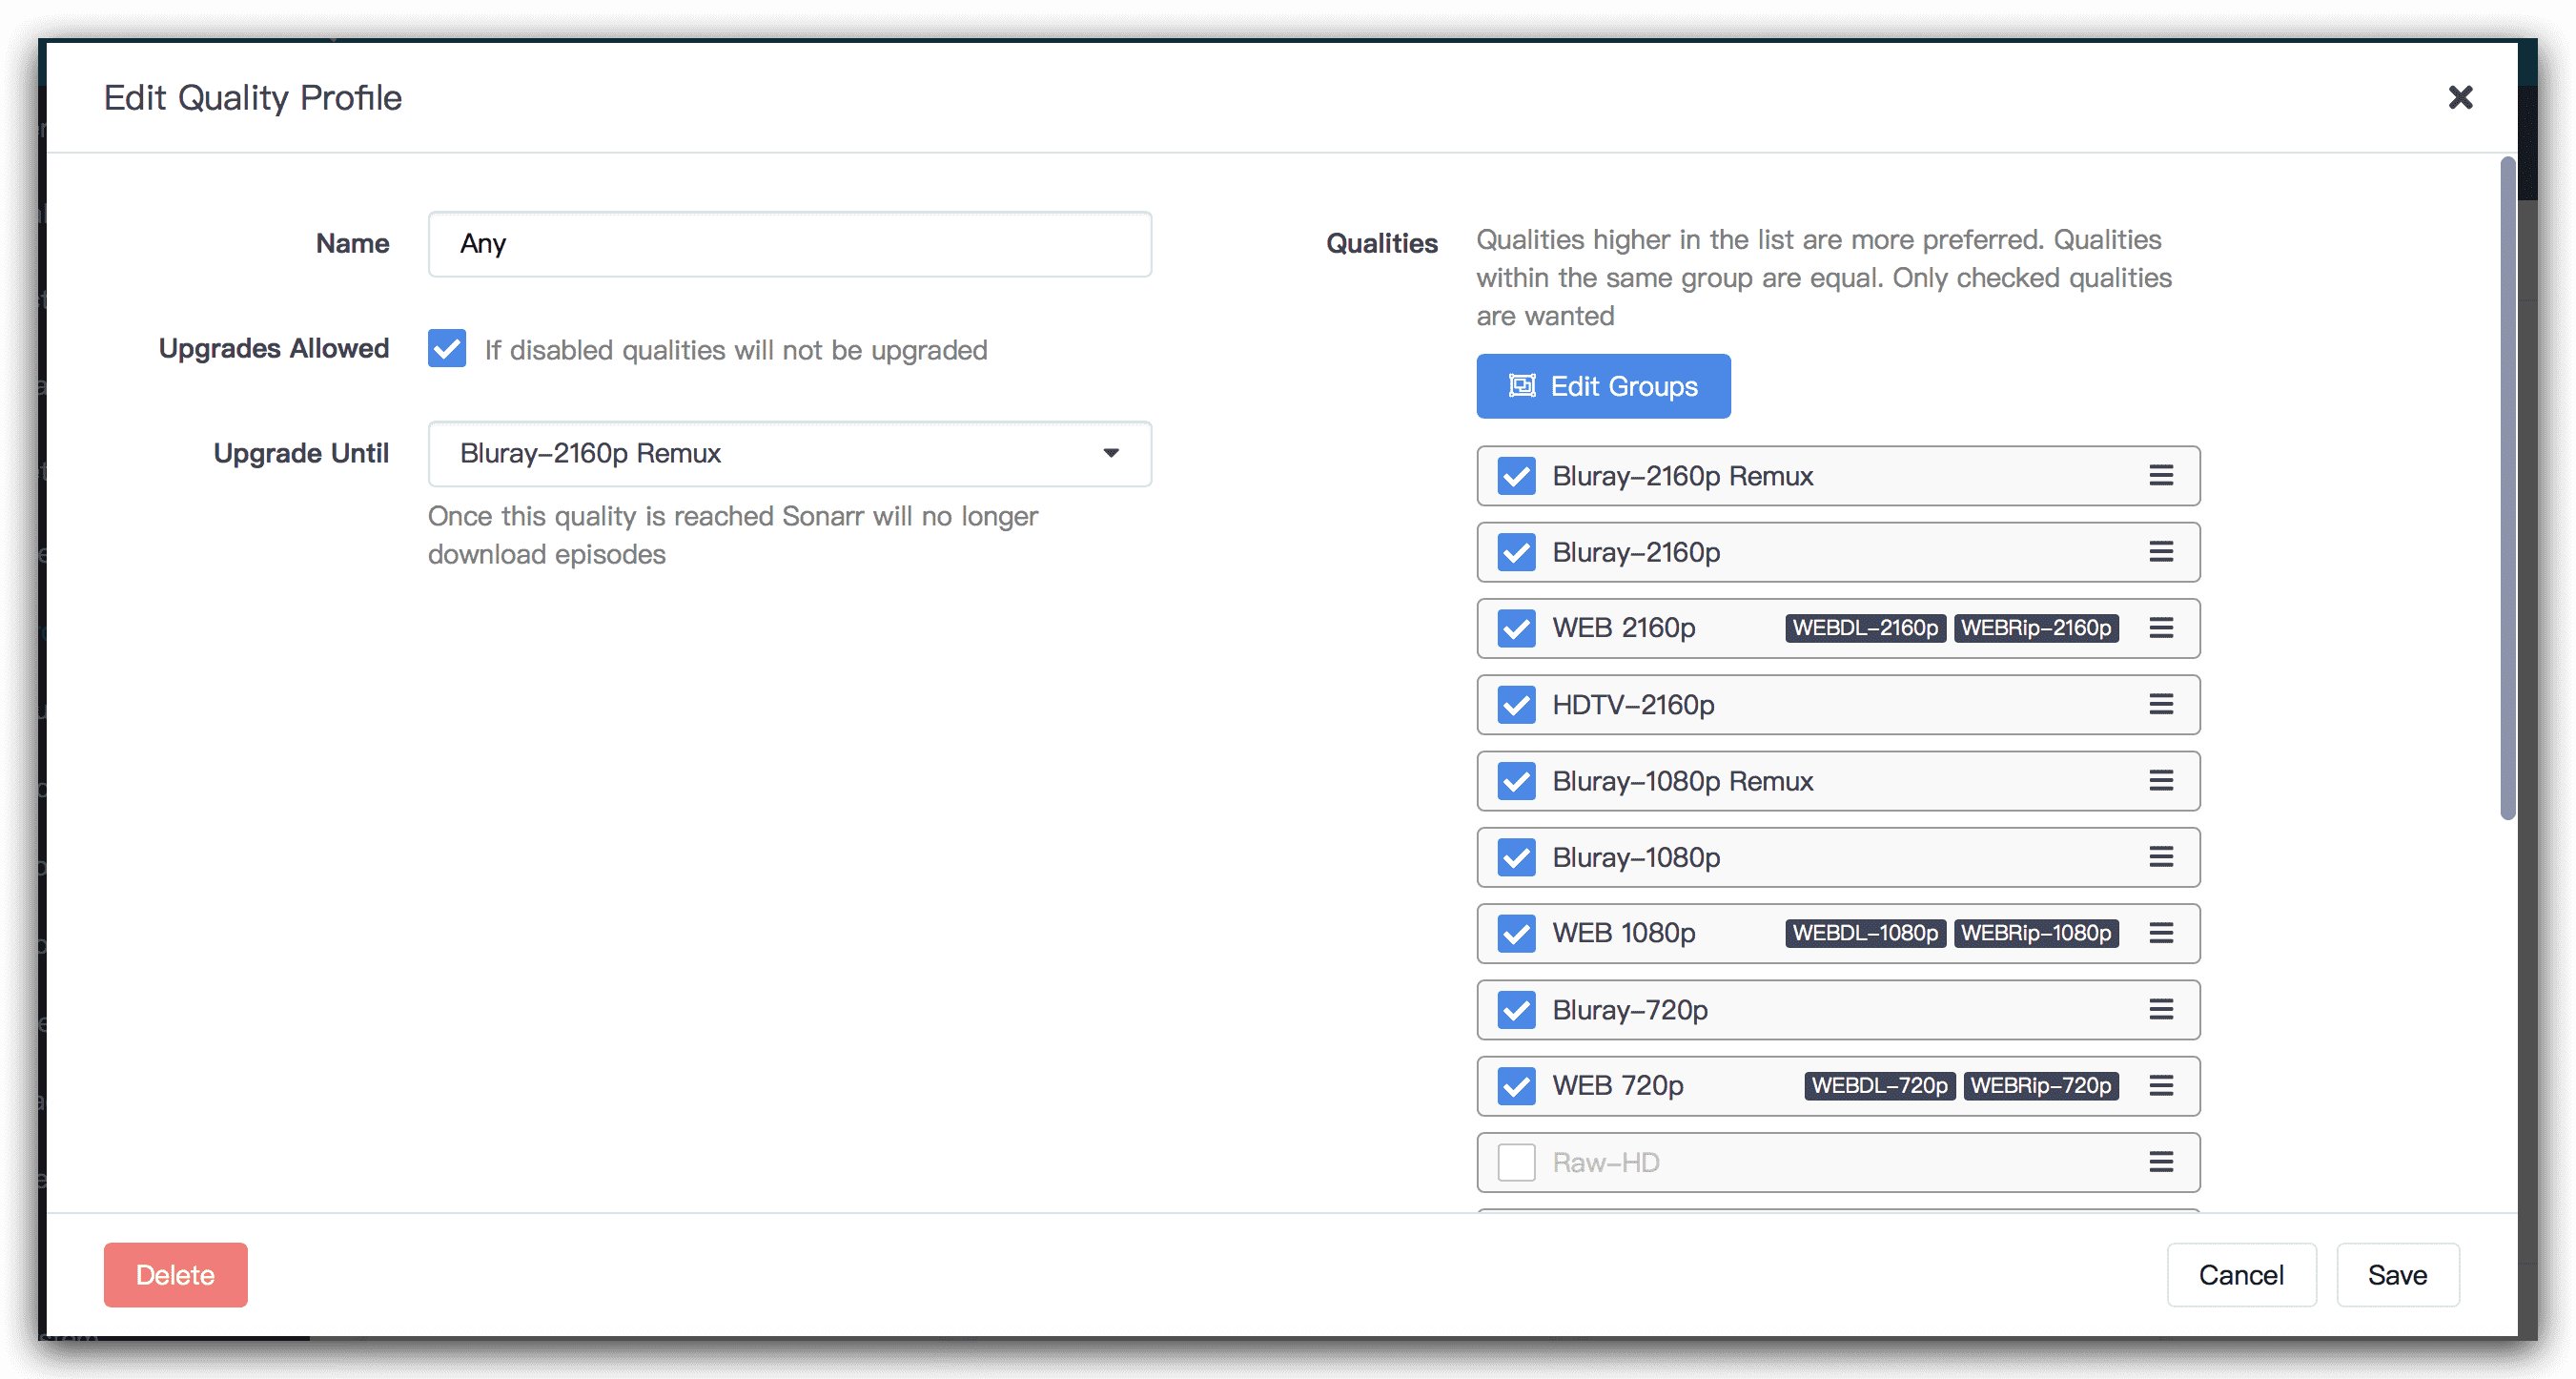 Edit Quality Profile
Name
Any
Upgrades Allowed
If disabled qualities will not be upgraded
Upgrade Until
Bluray-2160p Remux
Once this quality is reached Sonarr will no longer
download episodes
Qualities
Qualities higher in the list are more preferred. Qualities
within the same group are equal. Only checked qualities
are wanted
Edit Groups
Bluray-2160p Remux
Bluray-2160p
WEB 2160p WEBDL-2160p WEBRip-2160p
HDTV-2160p
Bluray-1080p Remux
Bluray-1080p
WEB 1080p WEBDL-1080p WEBRip-1080p
Bluray-720p
WEB 720p WEBDL-720p WEBRip-720p
Raw-HD
Delete
Cancel
Save